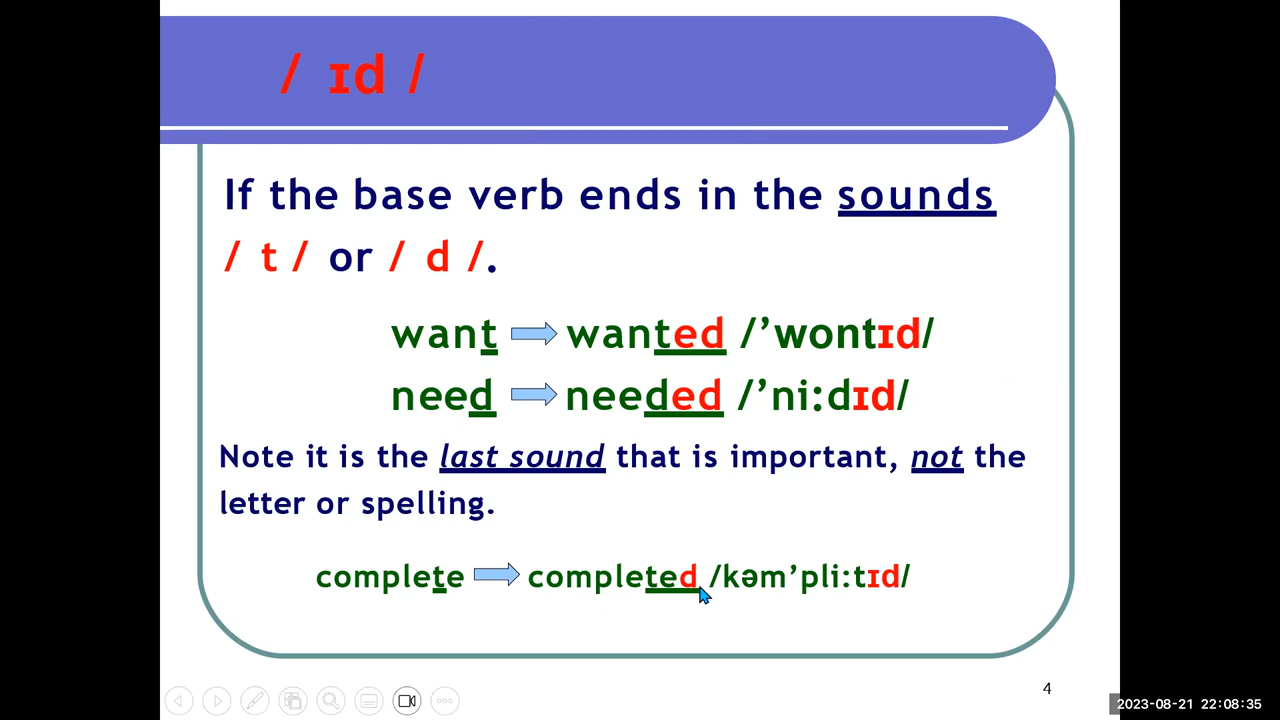 / ɪd /
If the base verb ends in the sounds
/ t / or / d /.
want wanted /’wontɪd/
need needed /’ni:dɪd/
Note it is the last sound that is important, not the
letter or spelling.
complete completed /kəm’pli:tɪd/
4
2023-08-21 22:08:35